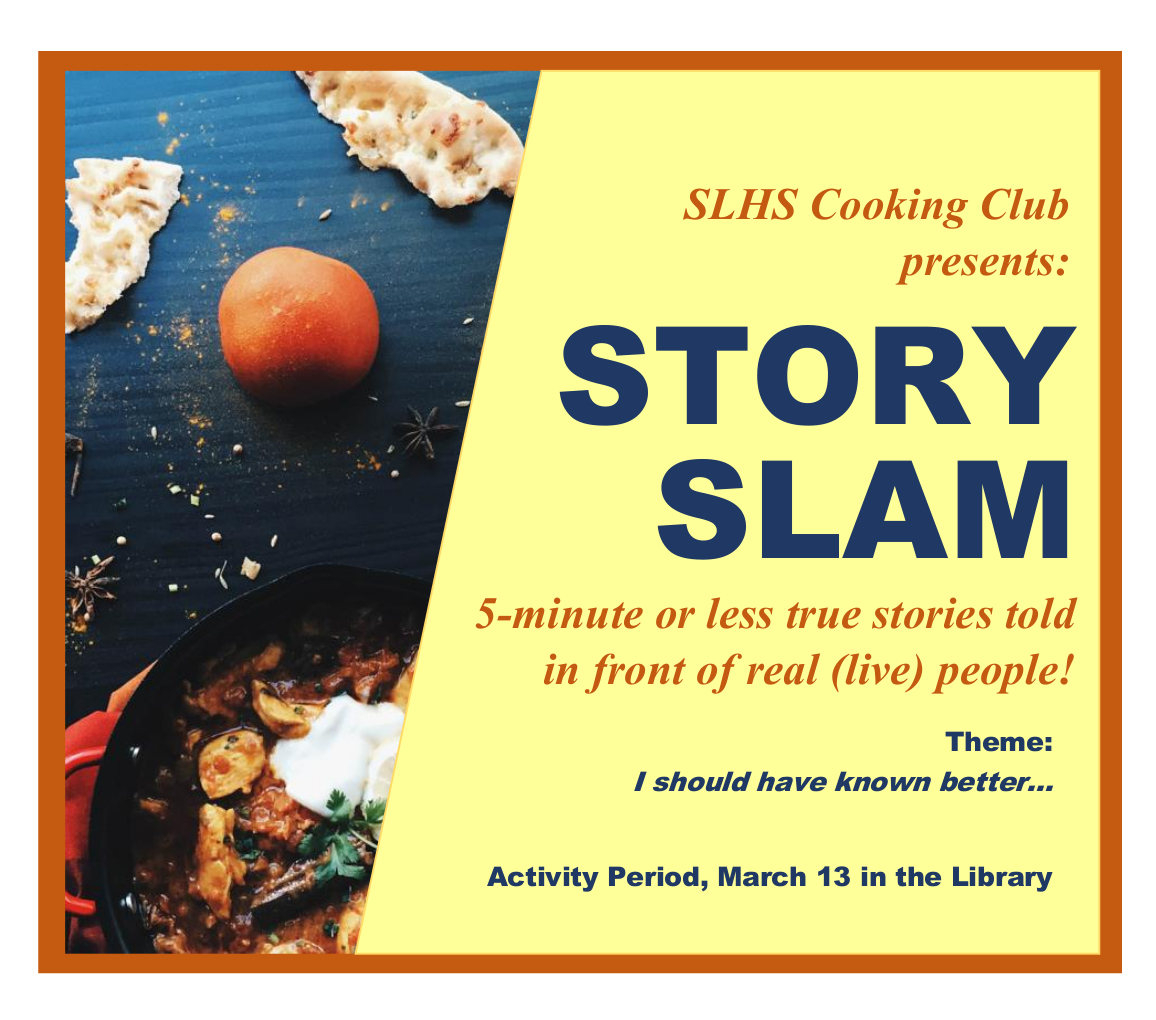 SLHS Cooking Club
presents:
STORY
SLAM
5-minute or less true stories told
in front of real (live) people!
Theme:
I should have known better...
Activity Period, March 13 in the Library